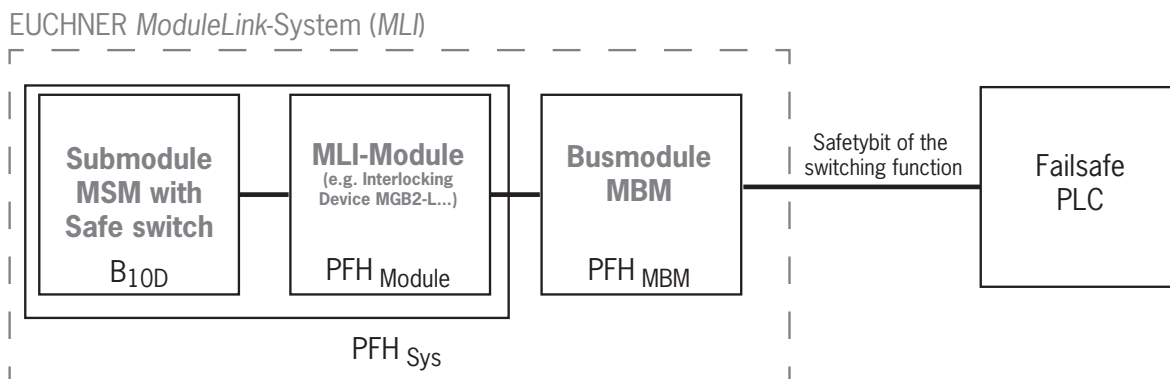 EUCHNER ModuleLink-System (MLI)
Submodule
MSM with
Safe switch
B10D
MLI-Module
(e.g. Interlocking
Device MGB2-L...)
PFH Module
PFH Sys
Busmodule
MBM
PFH MBM
Safetybit of the
switching function
Failsafe
PLC